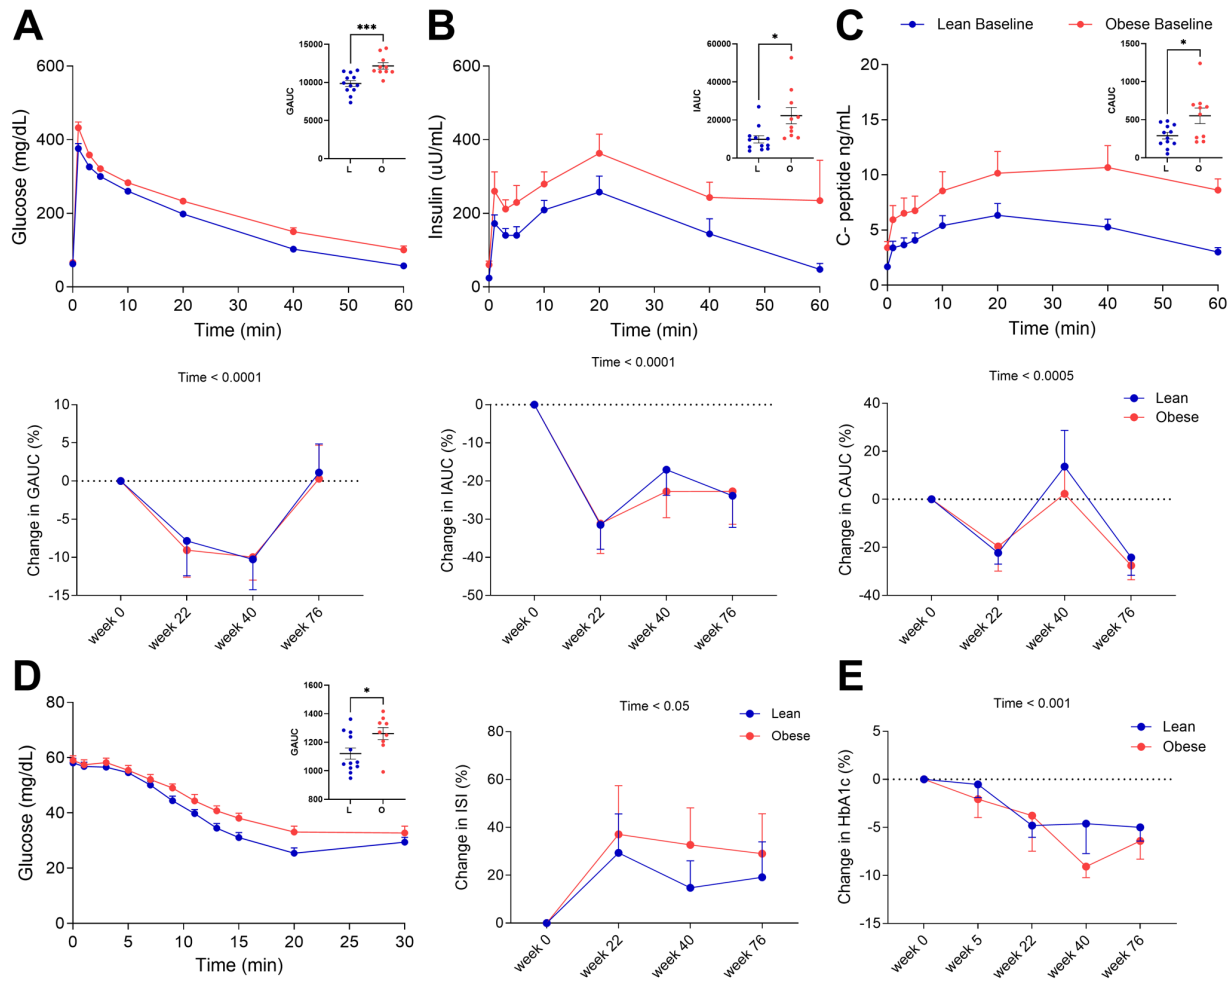 A
B
C
Lean Baseline
Obese Baseline
***
15000
10000
5000
0
GAUC
L
O
600
400
200
0
Glucose (mg/dL)
0
10
20
30
40
50
60
Time (min)
*
60000
40000
20000
0
IAUC
L
O
600
400
200
0
Insulin (uU/mL)
0
10
20
30
40
50
60
Time (min)
*
1500
1000
500
0
CAUC
L
O
20
15
10
5
0
C- peptide ng/mL
0
10
20
30
40
50
60
Time (min)
Time < 0.0001
10
5
0
-5
-10
-15
Change in GAUC (%)
week 0
week 22
week 40
week 76
Time < 0.0001
0
-10
-20
-30
-40
-50
Change in IAUC (%)
week 0
week 22
week 40
week 76
Time < 0.0005
Lean
Obese
40
20
0
-20
-40
Change in CAUC (%)
week 0
week 22
week 40
week 76
D
*
1600
1400
1200
1000
800
GAUC
L
O
80
60
40
20
0
Glucose (mg/dL)
0
5
10
15
20
25
30
Time (min)
Time < 0.05
Lean
Obese
80
60
40
20
0
Change in ISI (%)
week 0
week 22
week 40
week 76
E
Time < 0.001
Lean
Obese
5
0
-5
-10
-15
Change in HbA1c (%)
week 0
week 5
week 22
week 40
week 76